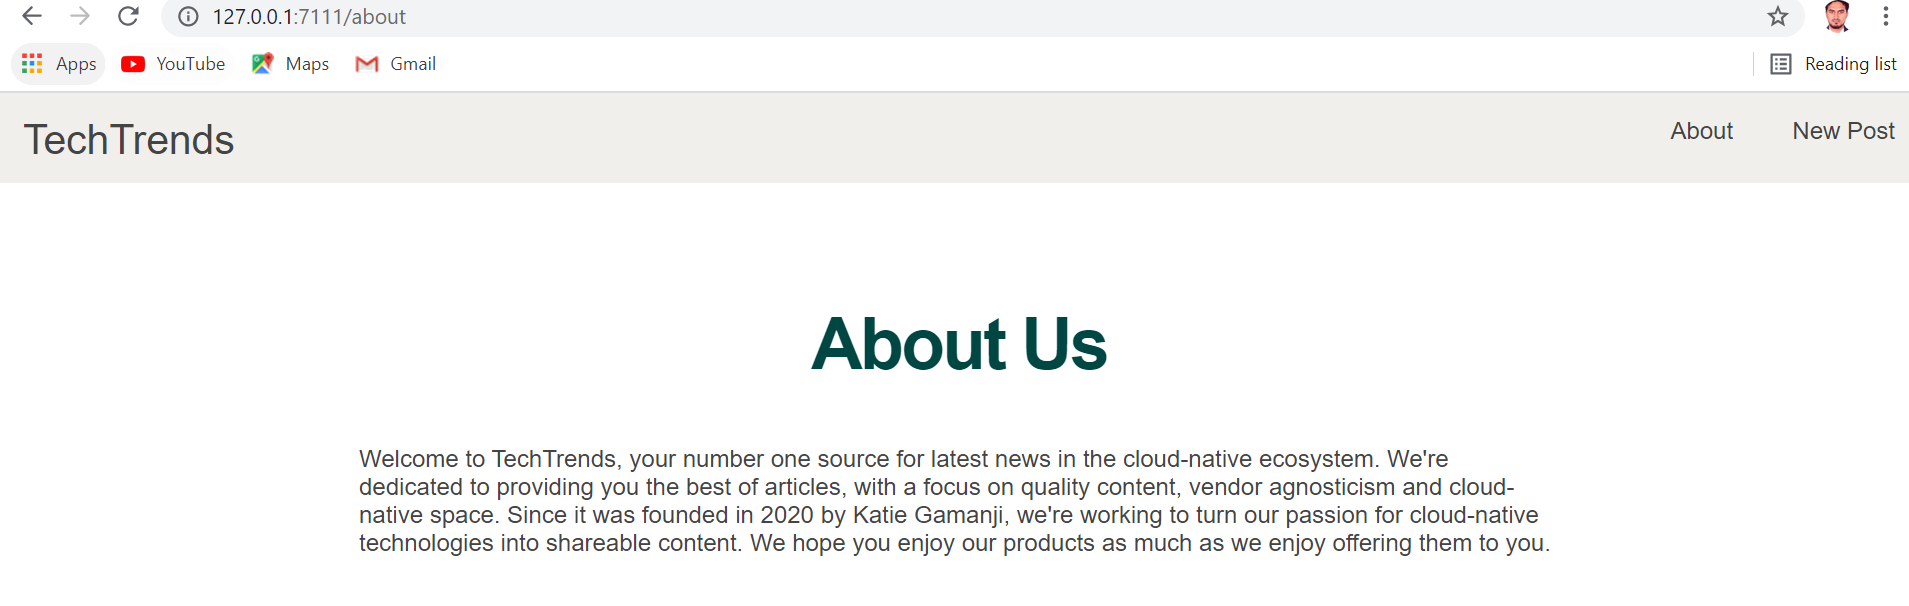 127.0.0.1:7111/about
Apps YouTube Maps Gmail Reading list
TechTrends About New Post
About Us
Welcome to TechTrends, your number one source for latest news in the cloud-native ecosystem. We're
dedicated to providing you the best of articles, with a focus on quality content, vendor agnosticism and cloud-
native space. Since it was founded in 2020 by Katie Gamanji, we're working to turn our passion for cloud-native
technologies into shareable content. We hope you enjoy our products as much as we enjoy offering them to you.